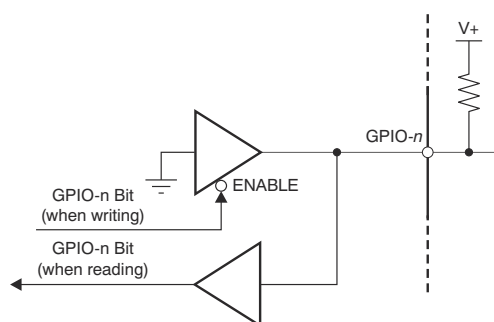 V+
GPIO-n
ENABLE
GPIO-n Bit
(when writing)
GPIO-n Bit
(when reading)